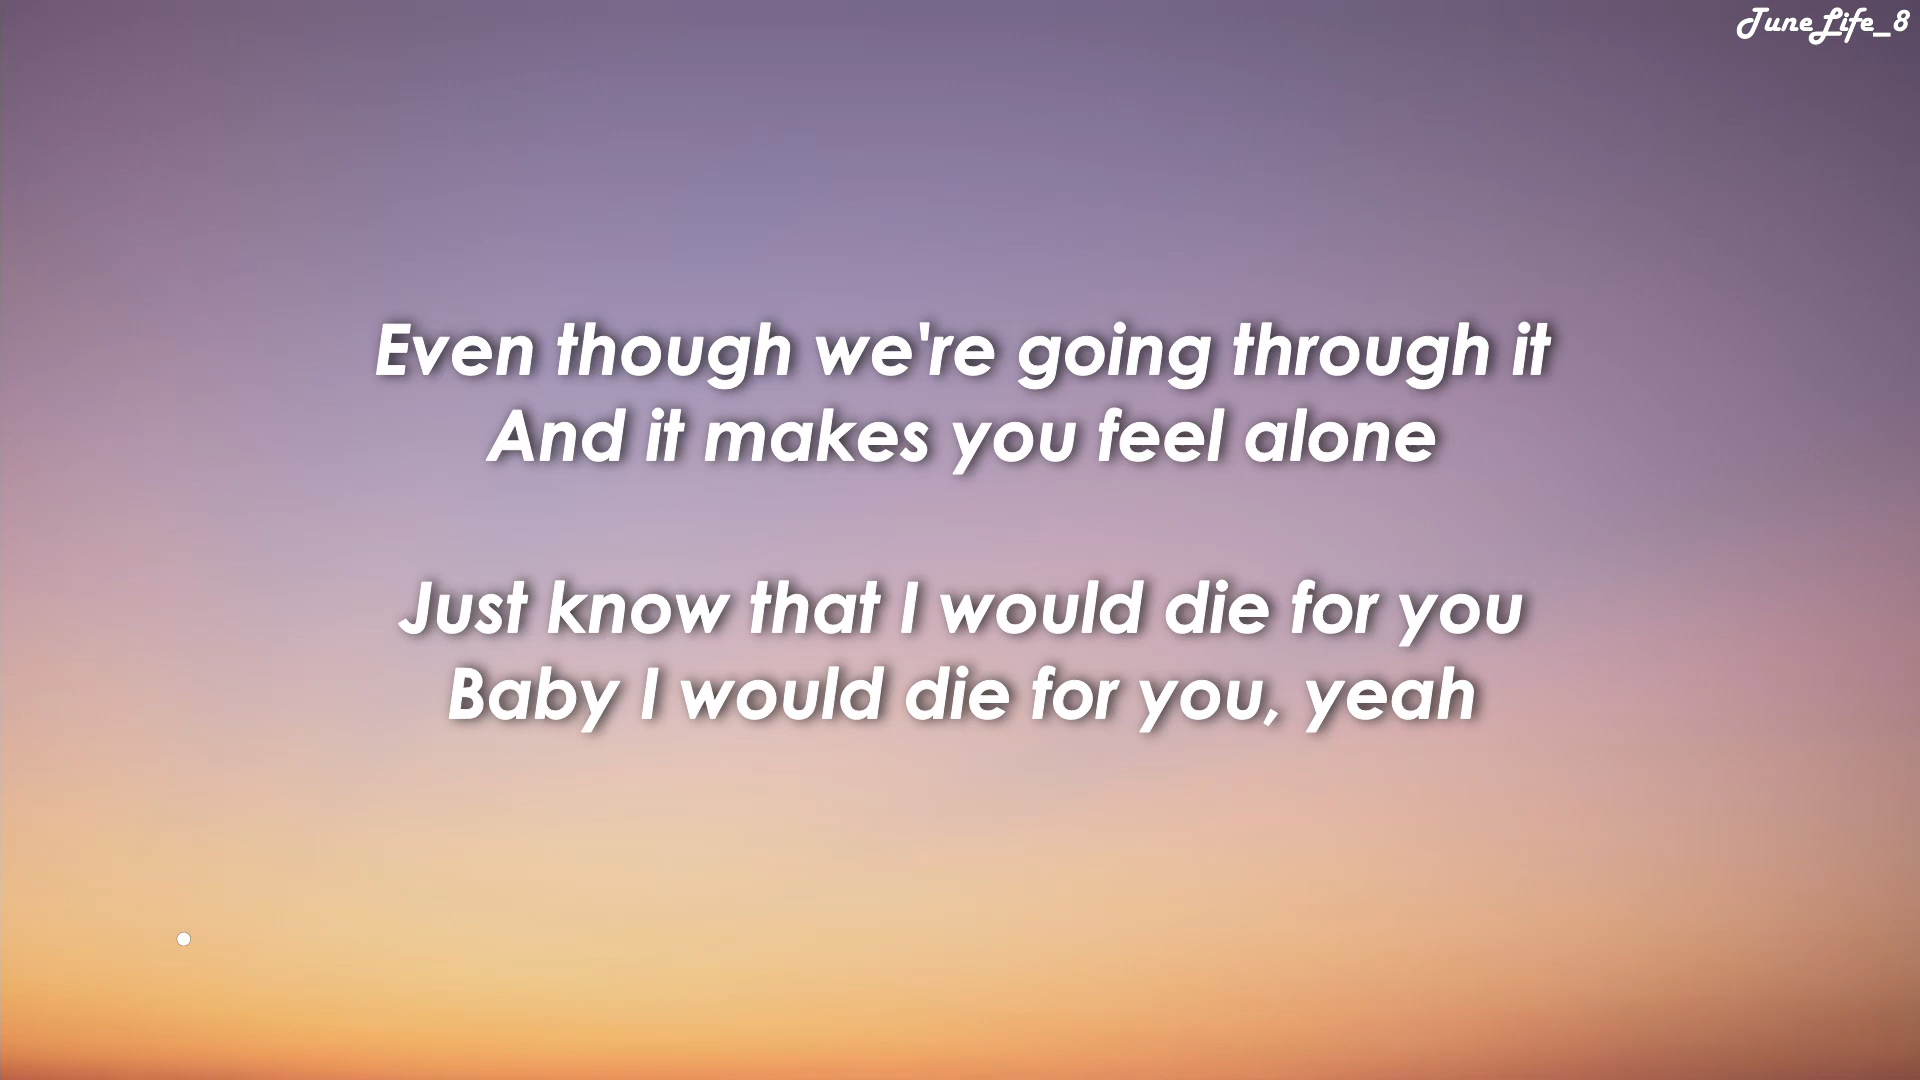 TuneLife_8
Even though we're going through it
And it makes you feel alone
Just know that I would die for you
Baby I would die for you, yeah